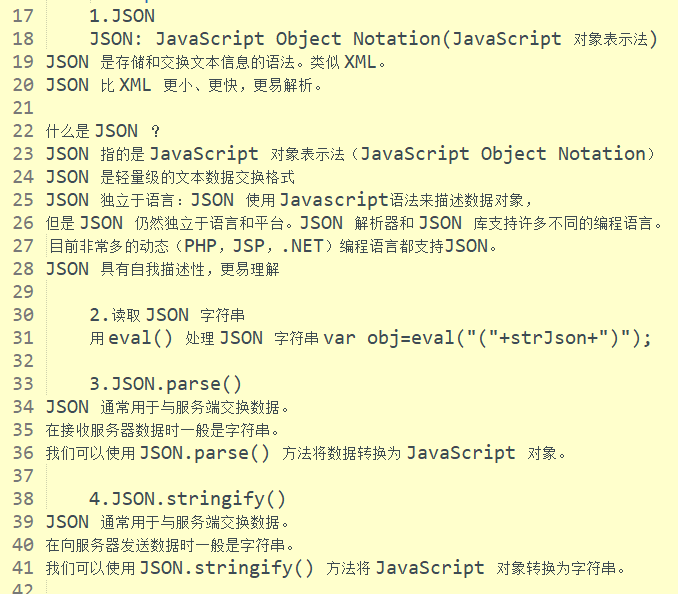 17 1.JSON
18 JSON: JavaScript Object Notation(JavaScript 对象表示法)
19 JSON 是存储和交换文本信息的语法。类似 XML。
20 JSON 比 XML 更小、更快，更易解析。
21
22 什么是 JSON ？
23 JSON 指的是 JavaScript 对象表示法（JavaScript Object Notation）
24 JSON 是轻量级的文本数据交换格式
25 JSON 独立于语言：JSON 使用 Javascript语法来描述数据对象，
26 但是 JSON 仍然独立于语言和平台。JSON 解析器和 JSON 库支持许多不同的编程语言。
27 目前非常多的动态（PHP，JSP，.NET）编程语言都支持JSON。
28 JSON 具有自我描述性，更易理解
29
30 2.读取 JSON 字符串
31 用 eval() 处理 JSON 字符串 var obj=eval("("+strJson+")");
32
33 3.JSON.parse()
34 JSON 通常用于与服务端交换数据。
35 在接收服务器数据时一般是字符串。
36 我们可以使用 JSON.parse() 方法将数据转换为 JavaScript 对象。
37
38 4.JSON.stringify()
39 JSON 通常用于与服务端交换数据。
40 在向服务器发送数据时一般是字符串。
41 我们可以使用 JSON.stringify() 方法将 JavaScript 对象转换为字符串。
42